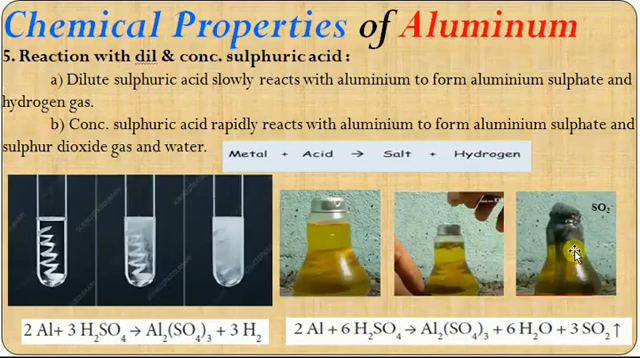 Chemical Properties of Aluminum
5. Reaction with dil & conc. sulphuric acid :
a) Dilute sulphuric acid slowly reacts with aluminium to form aluminium sulphate and
hydrogen gas.
b) Conc. sulphuric acid rapidly reacts with aluminium to form aluminium sulphate and
sulphur dioxide gas and water.
Metal + Acid → Salt + Hydrogen
SO₂
2 Al+ 3 H₂SO₄→ Al₂(SO₄)₃ + 3 H₂
2 Al + 6 H₂SO₄→ Al₂(SO₄)₃ + 6 H₂O + 3 SO₂↑